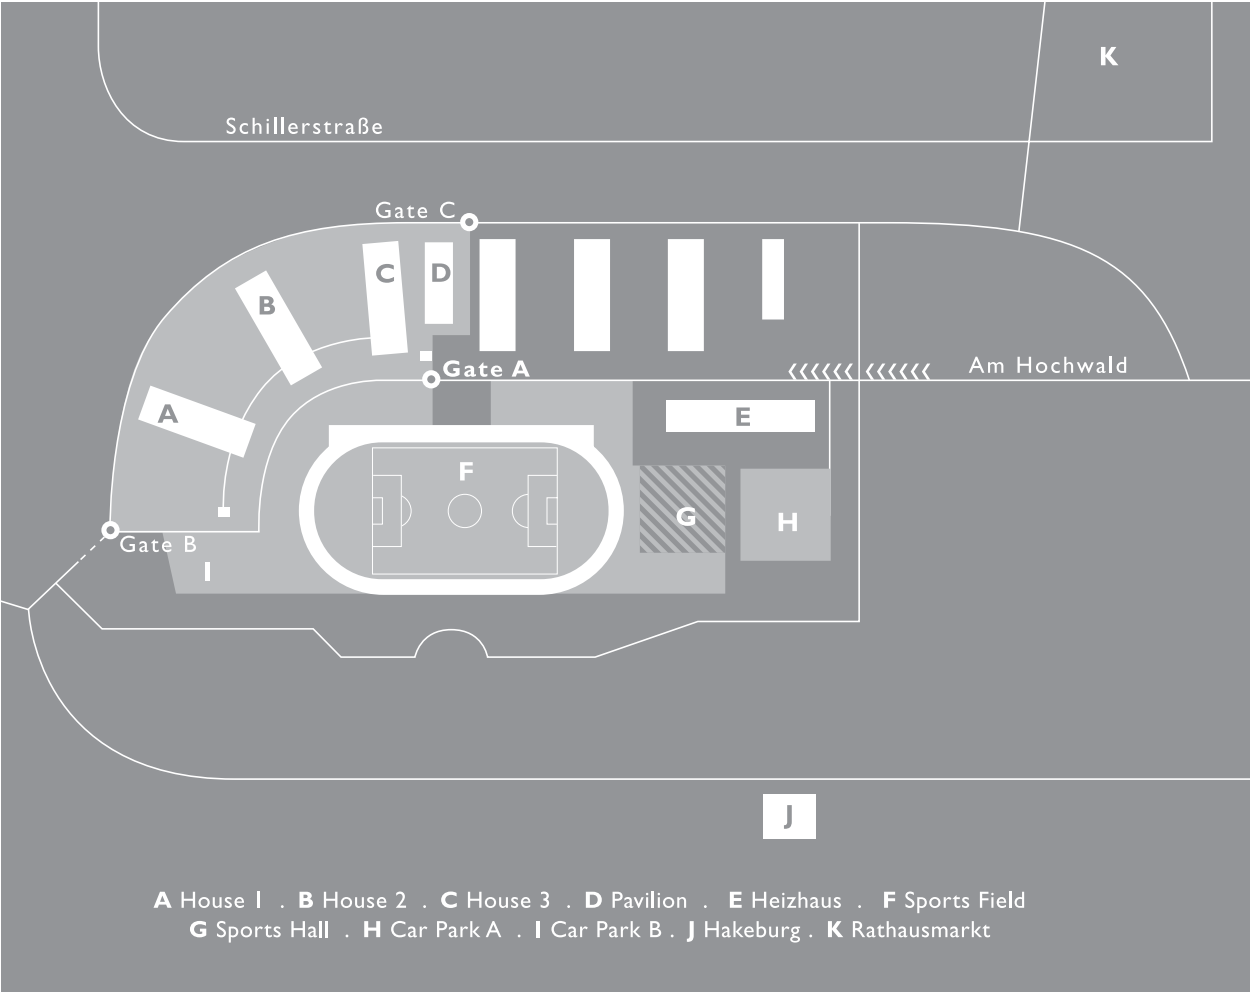 K
Schillerstraße
Gate C
C
D
B
Gate A
Am Hochwald
A
E
F
G
H
Gate B
I
J
A House 1 . B House 2 . C House 3 . D Pavilion . E Heizhaus . F Sports Field
G Sports Hall . H Car Park A . I Car Park B . J Hakeburg . K Rathausmarkt